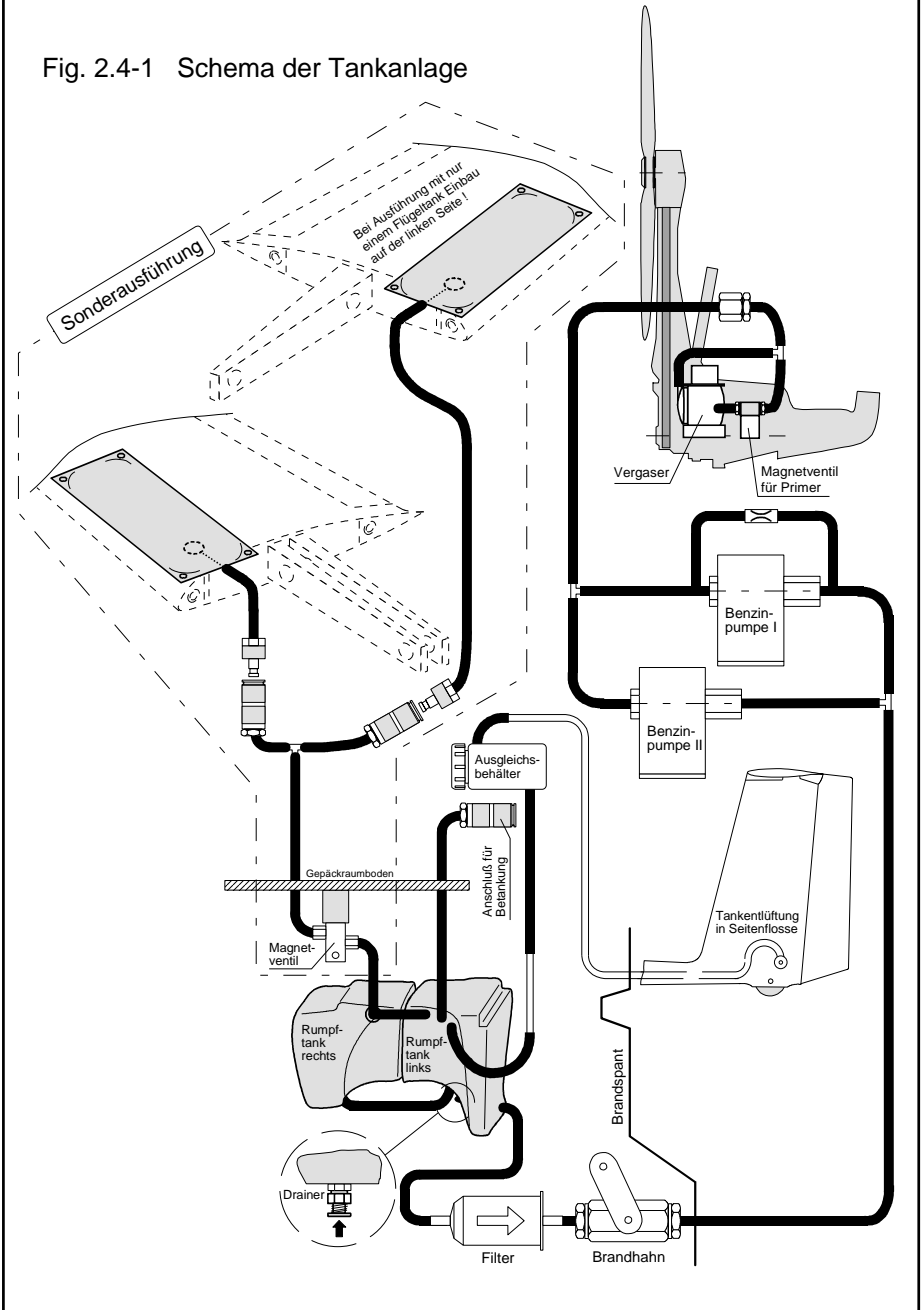 Fig. 2.4-1 Schema der Tankanlage
Bei Ausführung mit nur
einem Flügeltank Einbau
auf der linken Seite !
Sonderausführung
Vergaser
Magnetventil
für Primer
Benzin-
pumpe I
Benzin-
pumpe II
Ausgleichs-
behälter
Anschluß für
Betankung
Gepäckraumboden
Magnet-
ventil
Tankentlüftung
in Seitenflosse
Rumpf-
tank
rechts
Rumpf-
tank
links
Brandspant
Drainer
Filter
Brandhahn